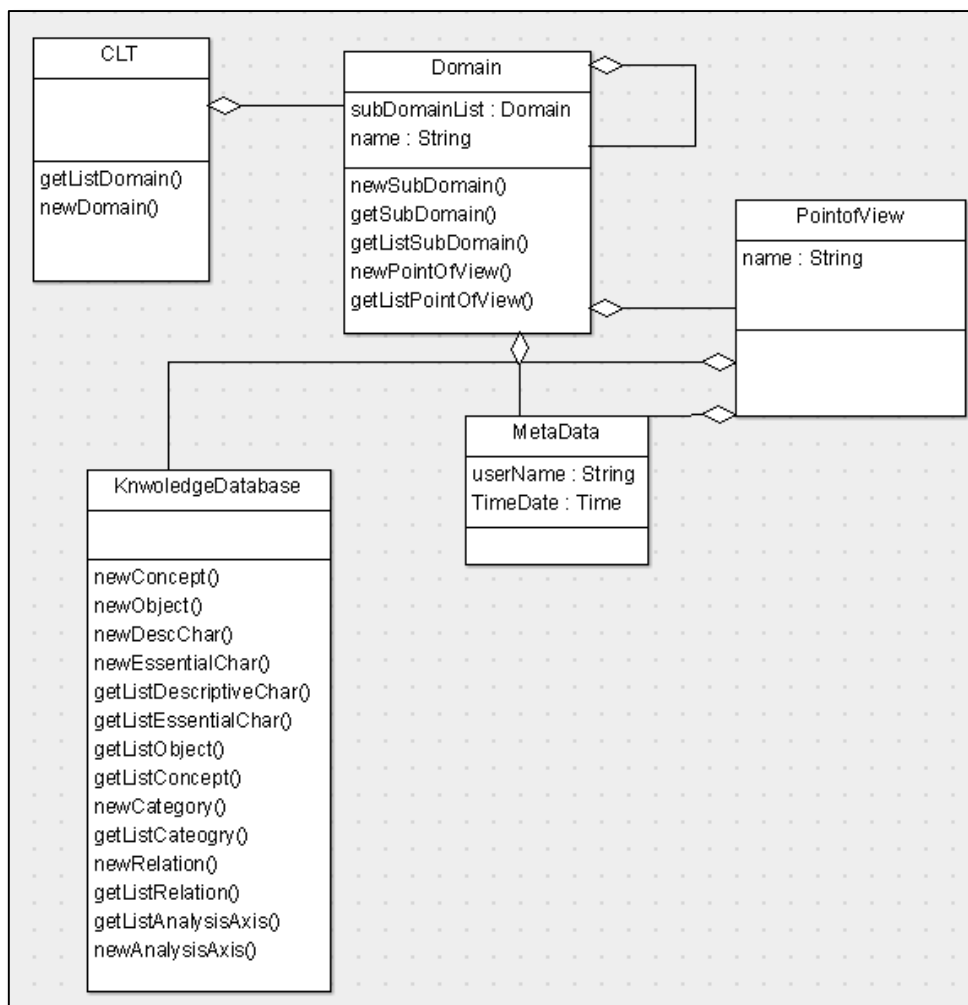 CLT
getListDomain()
newDomain()
Domain
subDomainList : Domain
name : String
newSubDomain()
getSubDomain()
getListSubDomain()
newPointOfView()
getListPointOfView()
PointofView
name : String
MetaData
userName : String
TimeDate : Time
KnwoledgeDatabase
newConcept()
newObject()
newDescChar()
newEssentialChar()
getListDescriptiveChar()
getListEssentialChar()
getListObject()
getListConcept()
newCategory()
getListCateogry()
newRelation()
getListRelation()
getListAnalysisAxis()
newAnalysisAxis()